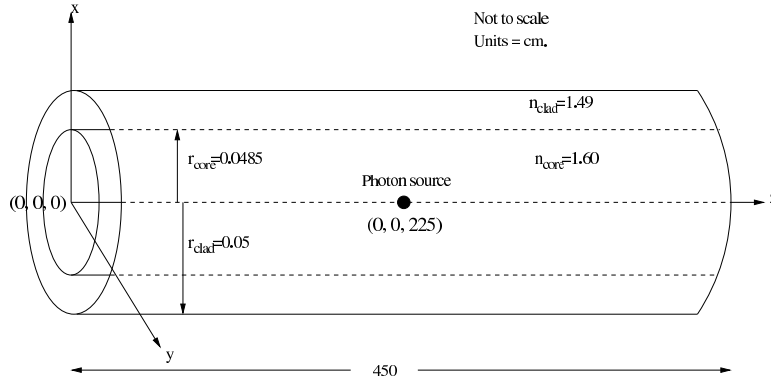 x
Not to scale
Units = cm.
n_clad=1.49
r_core=0.0485
n_core=1.60
Photon source
(0, 0, 0)
(0, 0, 225)
r_clad=0.05
y
450